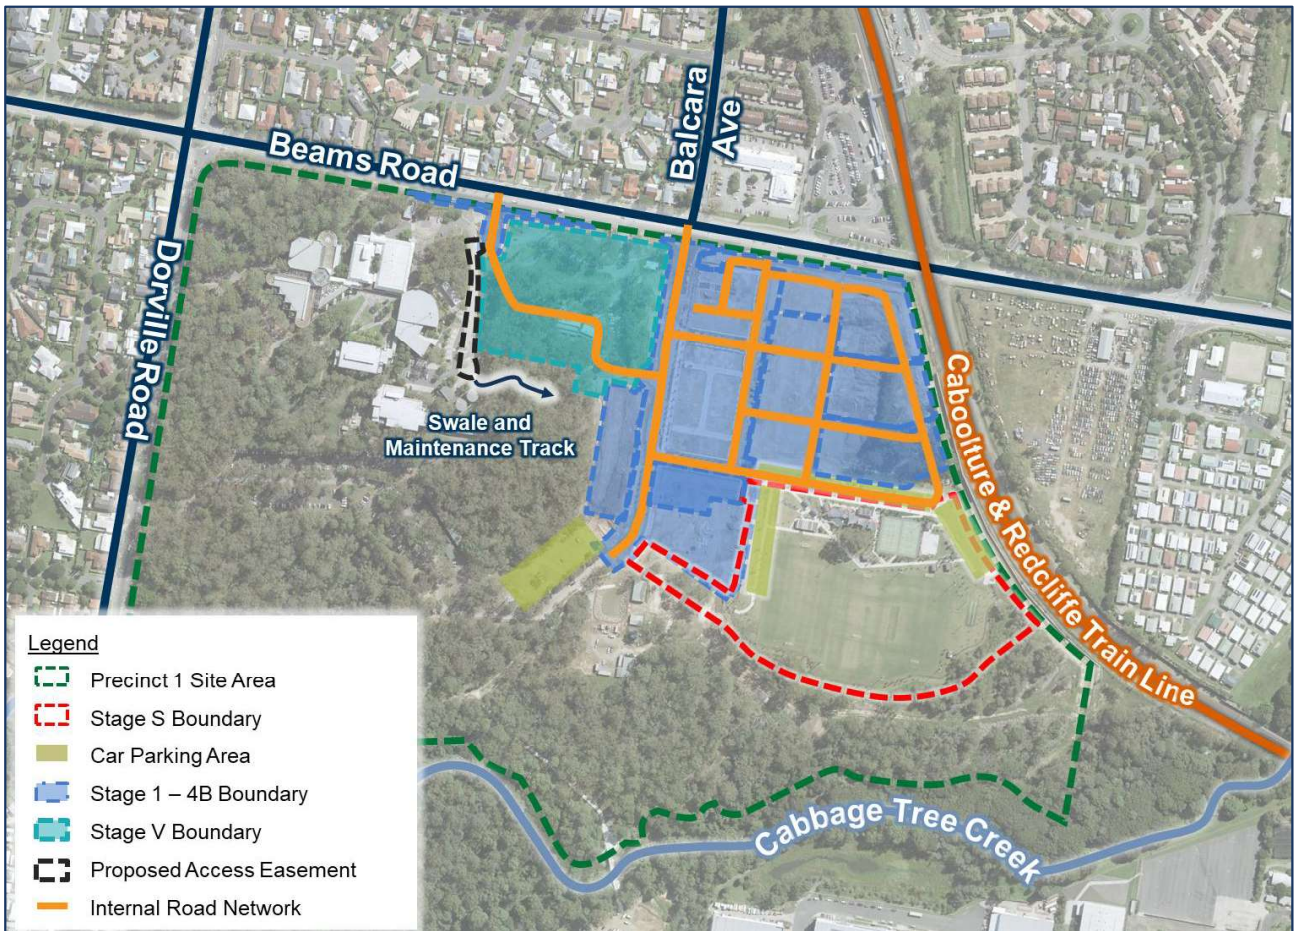 Balcara
Ave
Beams Road
Dorville Road
Swale and
Maintenance Track
Caboolture & Redcliffe Train Line
Cabbage Tree Creek
Legend
Precinct 1 Site Area
Stage S Boundary
Car Parking Area
Stage 1 – 4B Boundary
Stage V Boundary
Proposed Access Easement
Internal Road Network